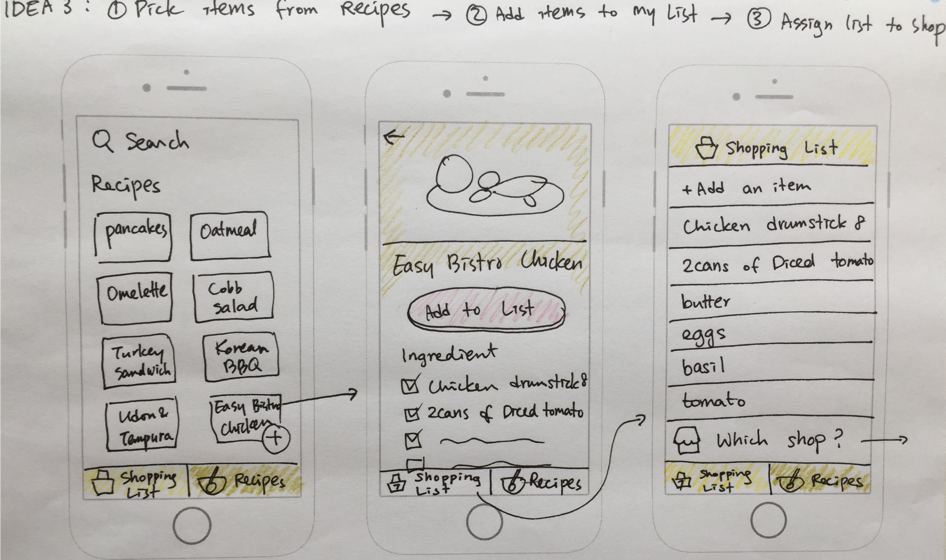 IDEA 3 : ① Pick items from Recipes → ② Add items to my List → ③ Assign list to shop
Search
Recipes
pancakes
Oatmeal
Omelette
Cobb
salad
Turkey
Sandwich
Korean
BBQ
Udon &
Tempura
Easy Bistro
Chicken
+
Shopping
List
Recipes
←
Easy Bistro Chicken
Add to List
Ingredient
Chicken drumstick 8
2cans of Diced tomato
Shopping
List
Recipes
Shopping List
+ Add an item
Chicken drumstick 8
2cans of Diced tomato
butter
eggs
basil
tomato
Which shop? →
Shopping
List
Recipes